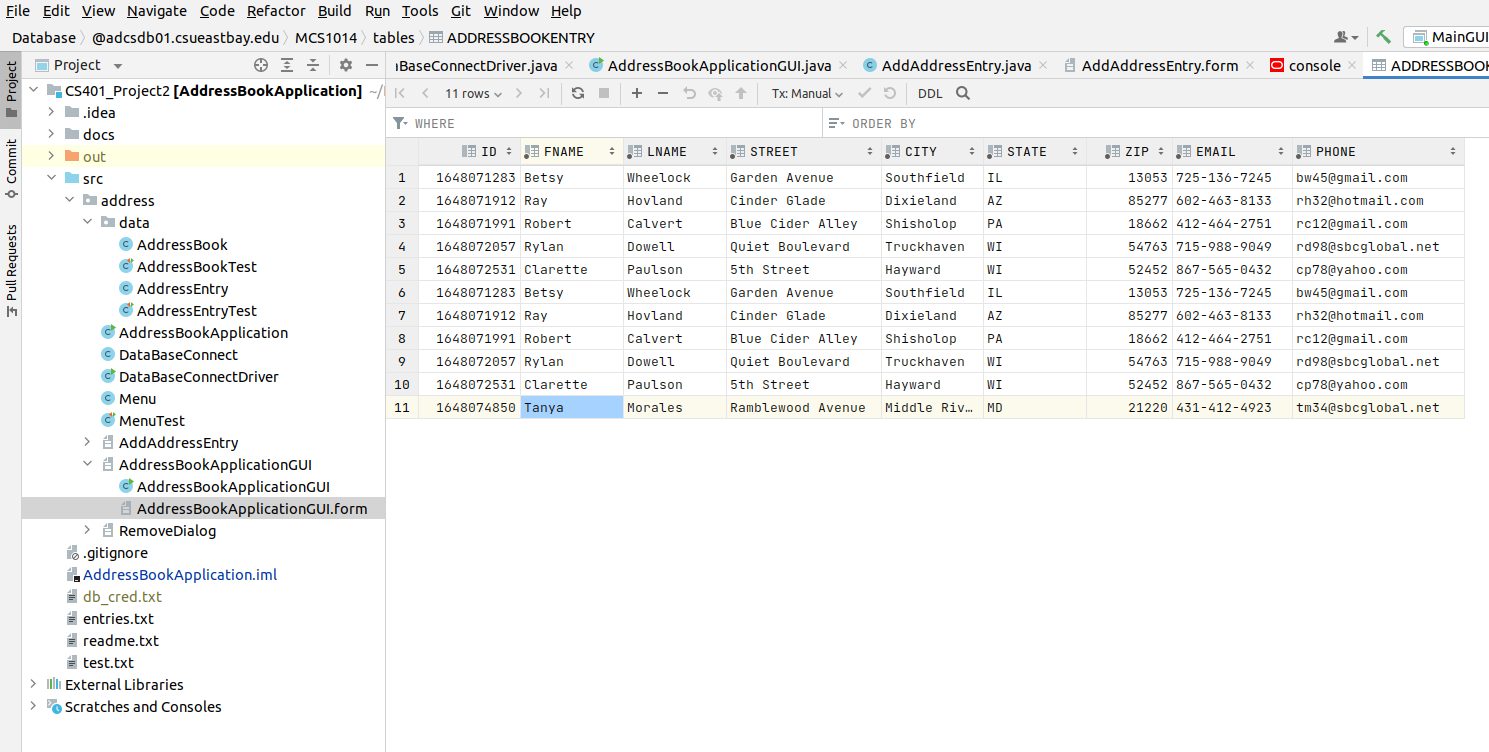 File Edit View Navigate Code Refactor Build Run Tools Git Window Help
Database @adcsdb01.csueastbay.edu MCS1014 tables ADDRESSBOOKENTRY MainGUI
Project BaseConnectDriver.java AddressBookApplicationGUI.java AddAddressEntry.java AddAddressEntry.form console ADDRESSBOOK
Project
Commit
Pull Requests
CS401_Project2 [AddressBookApplication] ~/
.idea
docs
out
src
address
data
AddressBook
AddressBookTest
AddressEntry
AddressEntryTest
AddressBookApplication
DataBaseConnect
DataBaseConnectDriver
Menu
MenuTest
AddAddressEntry
AddressBookApplicationGUI
AddressBookApplicationGUI
AddressBookApplicationGUI.form
RemoveDialog
.gitignore
AddressBookApplication.iml
db_cred.txt
entries.txt
readme.txt
test.txt
External Libraries
Scratches and Consoles
11 rows Tx: Manual DDL
WHERE ORDER BY
ID FNAME LNAME STREET CITY STATE ZIP EMAIL PHONE
1 1648071283 Betsy Wheelock Garden Avenue Southfield IL 13053 725-136-7245 bw45@gmail.com
2 1648071912 Ray Hovland Cinder Glade Dixieland AZ 85277 602-463-8133 rh32@hotmail.com
3 1648071991 Robert Calvert Blue Cider Alley Shisholop PA 18662 412-464-2751 rc12@gmail.com
4 1648072057 Rylan Dowell Quiet Boulevard Truckhaven WI 54763 715-988-9049 rd98@sbcglobal.net
5 1648072531 Clarette Paulson 5th Street Hayward WI 52452 867-565-0432 cp78@yahoo.com
6 1648071283 Betsy Wheelock Garden Avenue Southfield IL 13053 725-136-7245 bw45@gmail.com
7 1648071912 Ray Hovland Cinder Glade Dixieland AZ 85277 602-463-8133 rh32@hotmail.com
8 1648071991 Robert Calvert Blue Cider Alley Shisholop PA 18662 412-464-2751 rc12@gmail.com
9 1648072057 Rylan Dowell Quiet Boulevard Truckhaven WI 54763 715-988-9049 rd98@sbcglobal.net
10 1648072531 Clarette Paulson 5th Street Hayward WI 52452 867-565-0432 cp78@yahoo.com
11 1648074850 Tanya Morales Ramblewood Avenue Middle Riv… MD 21220 431-412-4923 tm34@sbcglobal.net